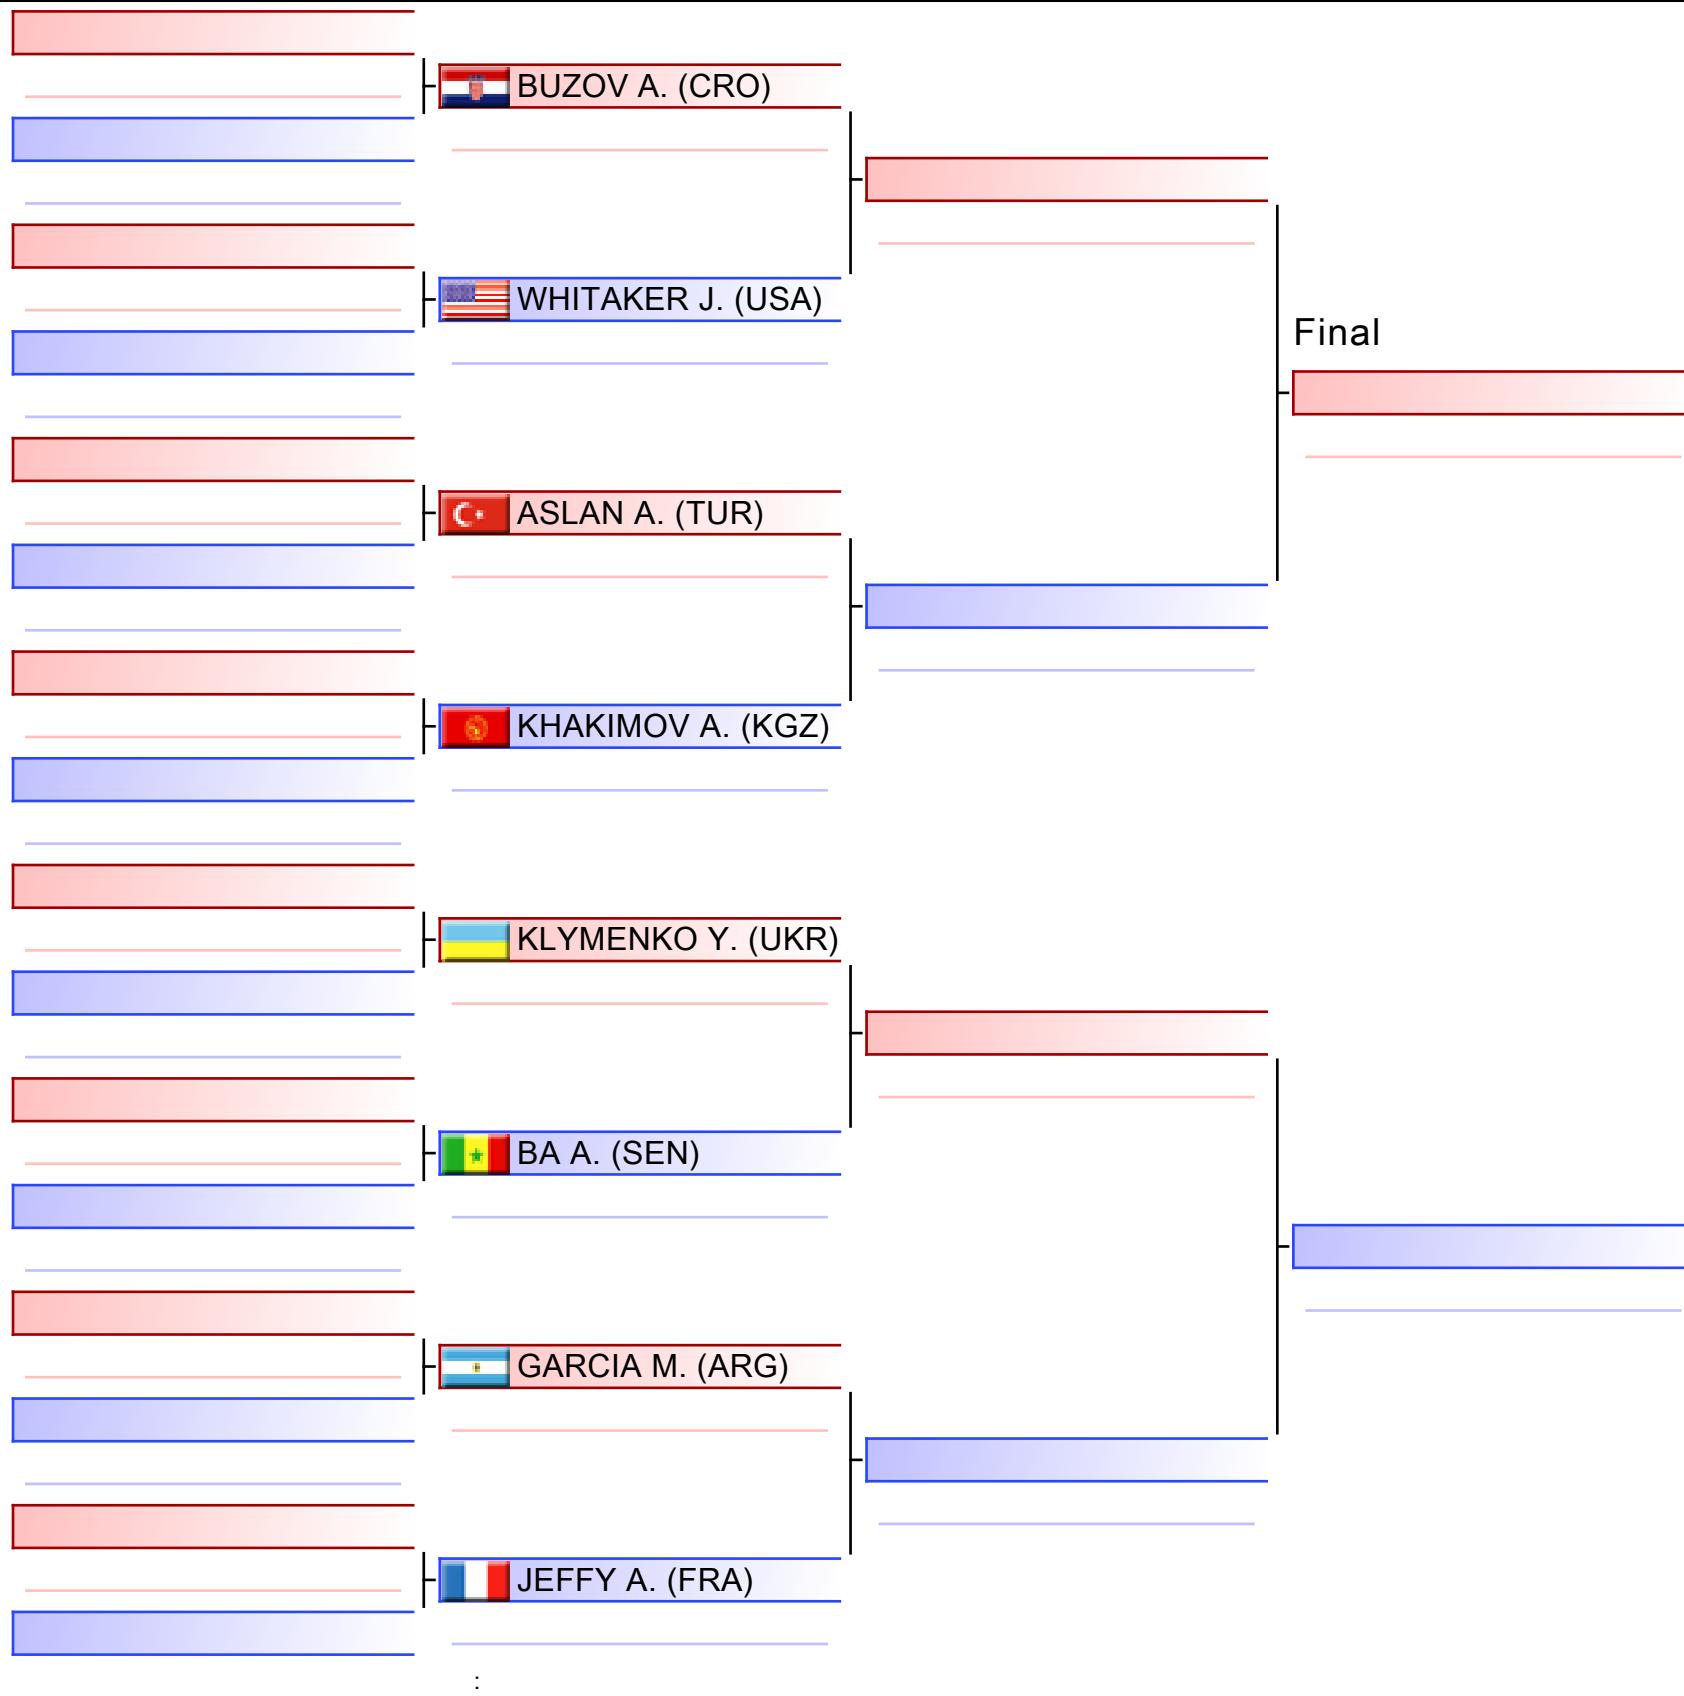 BUZOV A. (CRO)
WHITAKER J. (USA)
Final
ASLAN A. (TUR)
KHAKIMOV A. (KGZ)
KLYMENKO Y. (UKR)
BA A. (SEN)
GARCIA M. (ARG)
JEFFY A. (FRA)
: